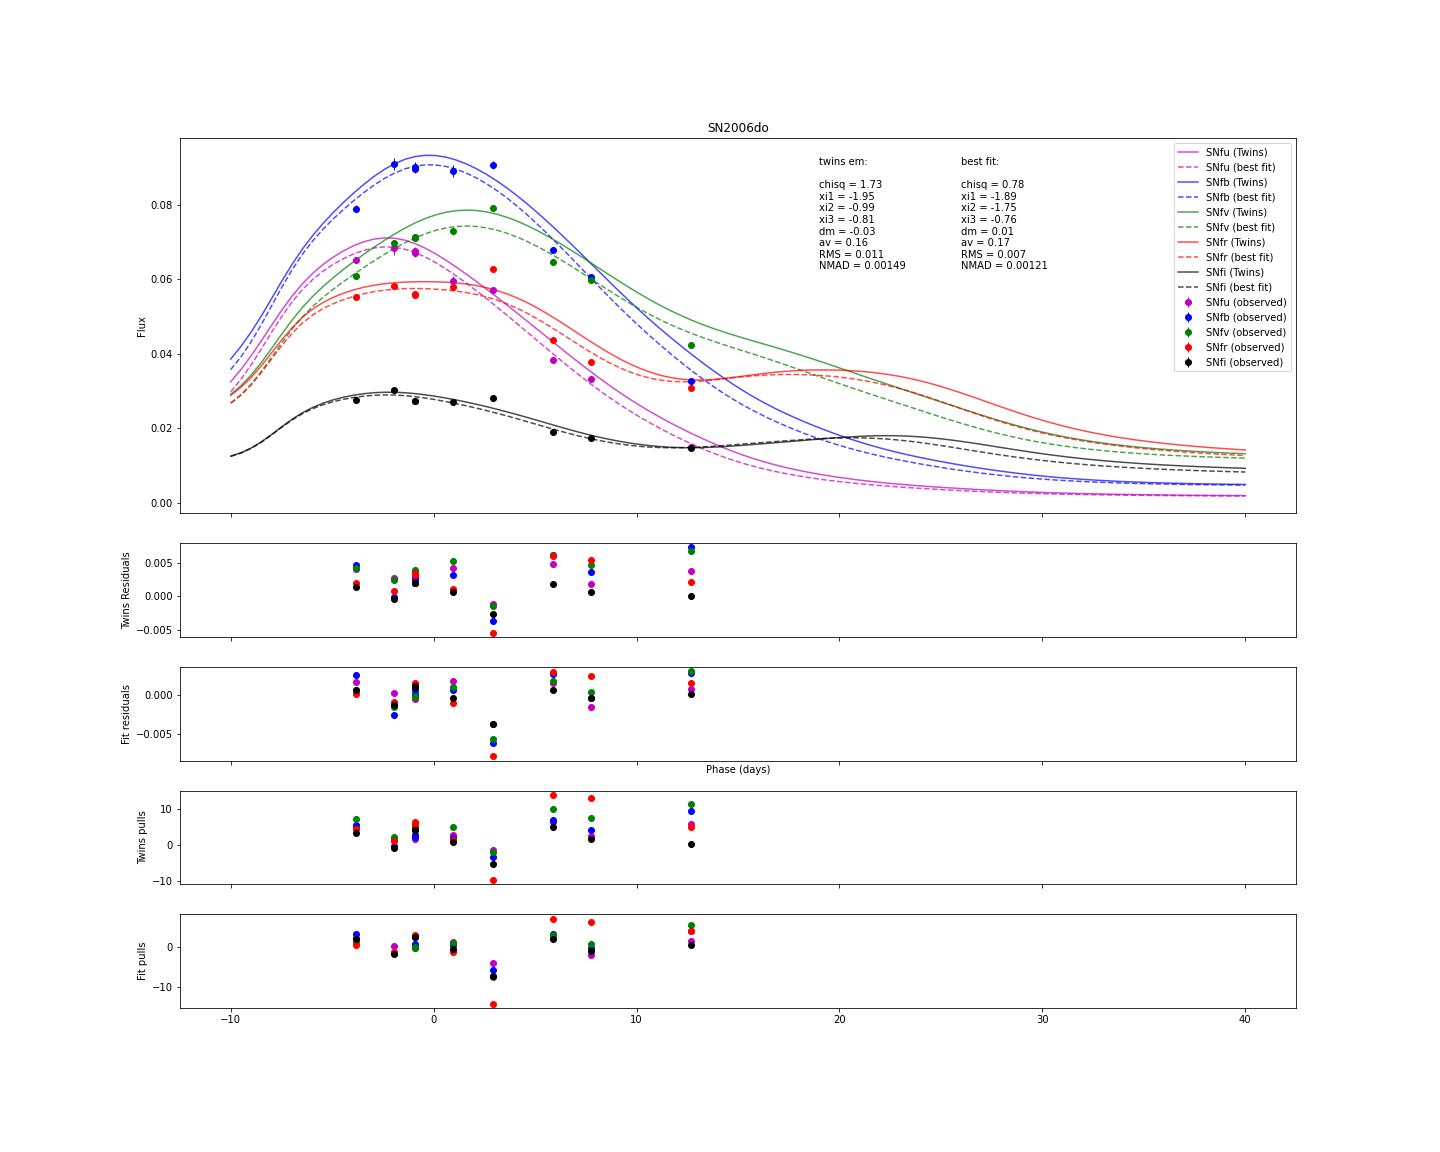 SN2006do
Flux
0.08
0.06
0.04
0.02
0.00
twins em:
chisq = 1.73
xi1 = -1.95
xi2 = -0.99
xi3 = -0.81
dm = -0.03
av = 0.16
RMS = 0.011
NMAD = 0.00149
best fit:
chisq = 0.78
xi1 = -1.89
xi2 = -1.75
xi3 = -0.76
dm = 0.01
av = 0.17
RMS = 0.007
NMAD = 0.00121
SNfu (Twins)
SNfu (best fit)
SNfb (Twins)
SNfb (best fit)
SNfv (Twins)
SNfv (best fit)
SNfr (Twins)
SNfr (best fit)
SNfi (Twins)
SNfi (best fit)
SNfu (observed)
SNfb (observed)
SNfv (observed)
SNfr (observed)
SNfi (observed)
Twins Residuals
0.005
0.000
−0.005
Fit residuals
0.000
−0.005
Phase (days)
Twins pulls
10
0
−10
Fit pulls
0
−10
−10 0 10 20 30 40